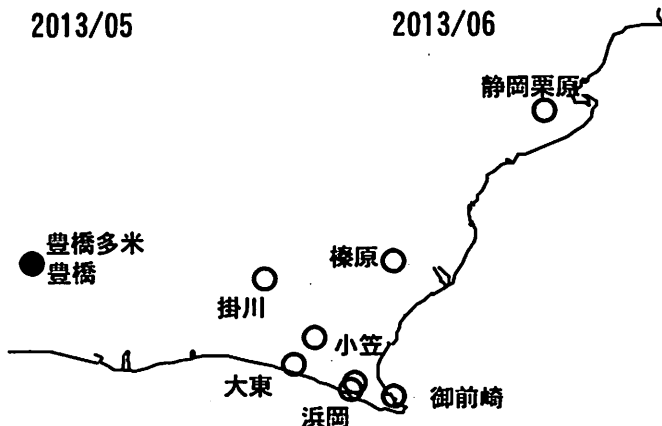 2013/05
2013/06
静岡栗原
豊橋多米
豊橋
榛原
掛川
小笠
大東
御前崎
浜岡